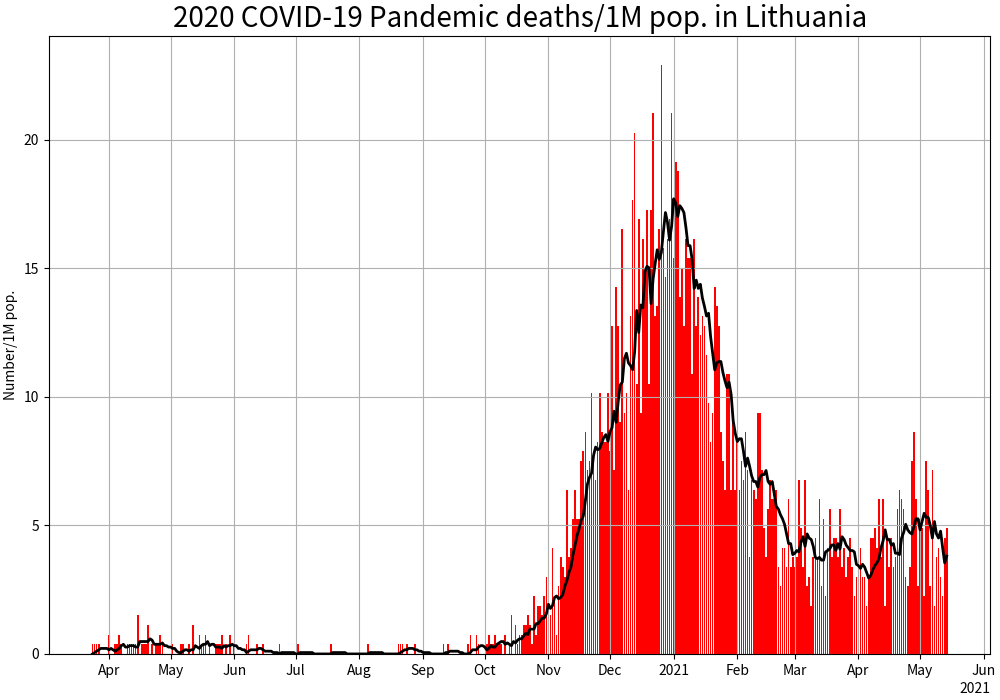 2020 COVID-19 Pandemic deaths/1M pop. in Lithuania
Number/1M pop.
20
15
10
5
0
Apr May Jun Jul Aug Sep Oct Nov Dec 2021 Feb Mar Apr May Jun
2021